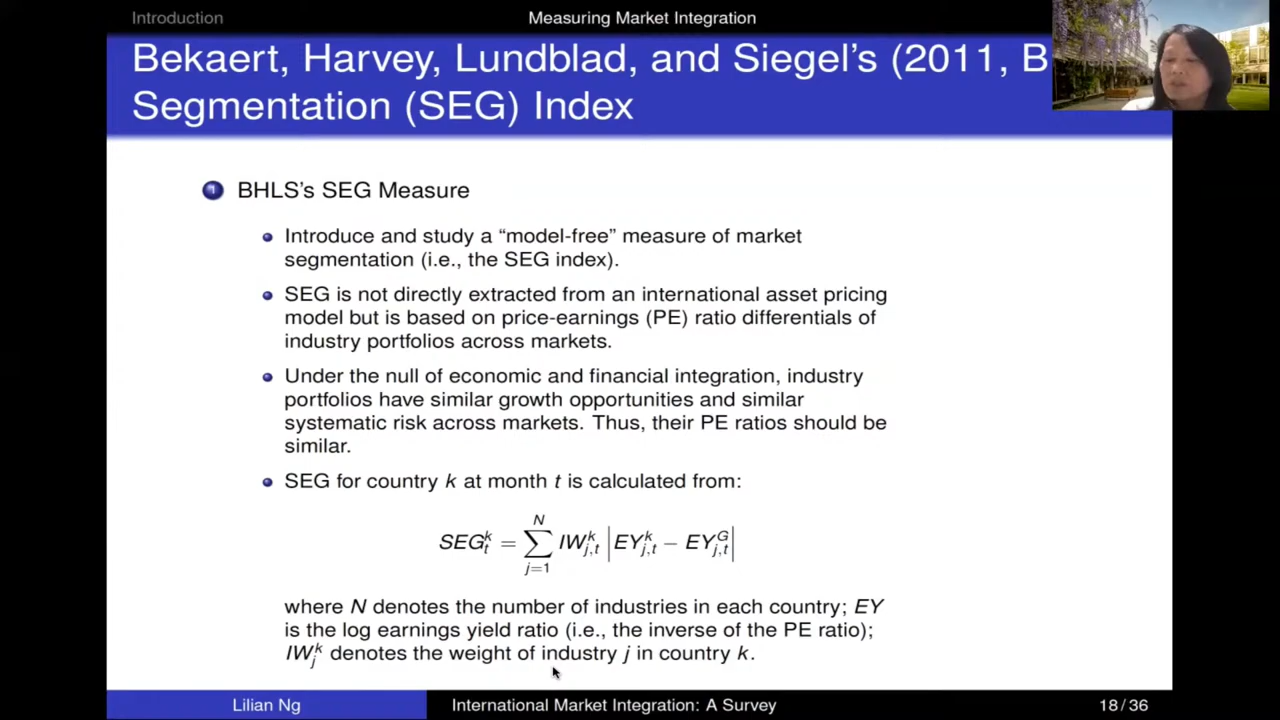 Introduction
Measuring Market Integration
Bekaert, Harvey, Lundblad, and Siegel’s (2011, B
Segmentation (SEG) Index
1 BHLS’s SEG Measure
Introduce and study a “model-free” measure of market
segmentation (i.e., the SEG index).
SEG is not directly extracted from an international asset pricing
model but is based on price-earnings (PE) ratio differentials of
industry portfolios across markets.
Under the null of economic and financial integration, industry
portfolios have similar growth opportunities and similar
systematic risk across markets. Thus, their PE ratios should be
similar.
SEG for country k at month t is calculated from:
$SEG_t^k = \sum_{j=1}^{N} IW_{j,t}^k \left| EY_{j,t}^k - EY_{j,t}^G \right|$
where N denotes the number of industries in each country; EY
is the log earnings yield ratio (i.e., the inverse of the PE ratio);
$IW_j^k$ denotes the weight of industry j in country k.
Lilian Ng
International Market Integration: A Survey
18 / 36